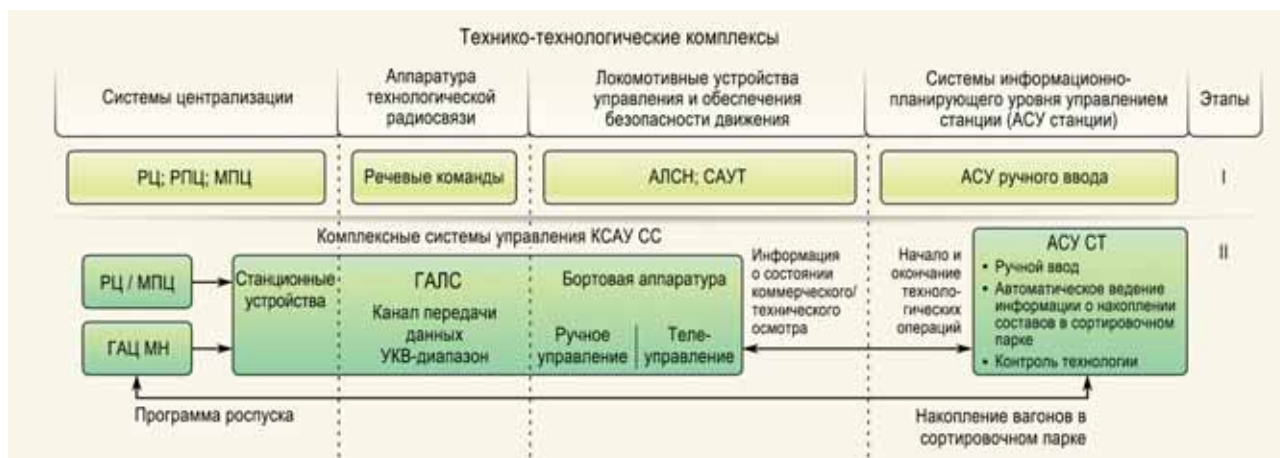 Технико-технологические комплексы
Системы централизации
Аппаратура
технологической
радиосвязи
Локомотивные устройства
управления и обеспечения
безопасности движения
Системы информационно-
планирующего уровня управлением
станции (АСУ станции)
Этапы
РЦ; РПЦ; МПЦ
Речевые команды
АЛСН; САУТ
АСУ ручного ввода
I
Комплексные системы управления КСАУ СС
РЦ / МПЦ
ГАЦ МН
Станционные
устройства
ГАЛС
Канал передачи
данных
УКВ-диапазон
Бортовая аппаратура
Ручное
управление
Теле-
управление
Информация
о состоянии
коммерческого/
технического
осмотра
Начало и
окончание
техноло-
гических
операций
АСУ СТ
• Ручной ввод
• Автоматическое ведение
информации о накоплении
составов в сортировочном
парке
• Контроль технологии
II
Программа роспуска
Накопление вагонов в
сортировочном парке